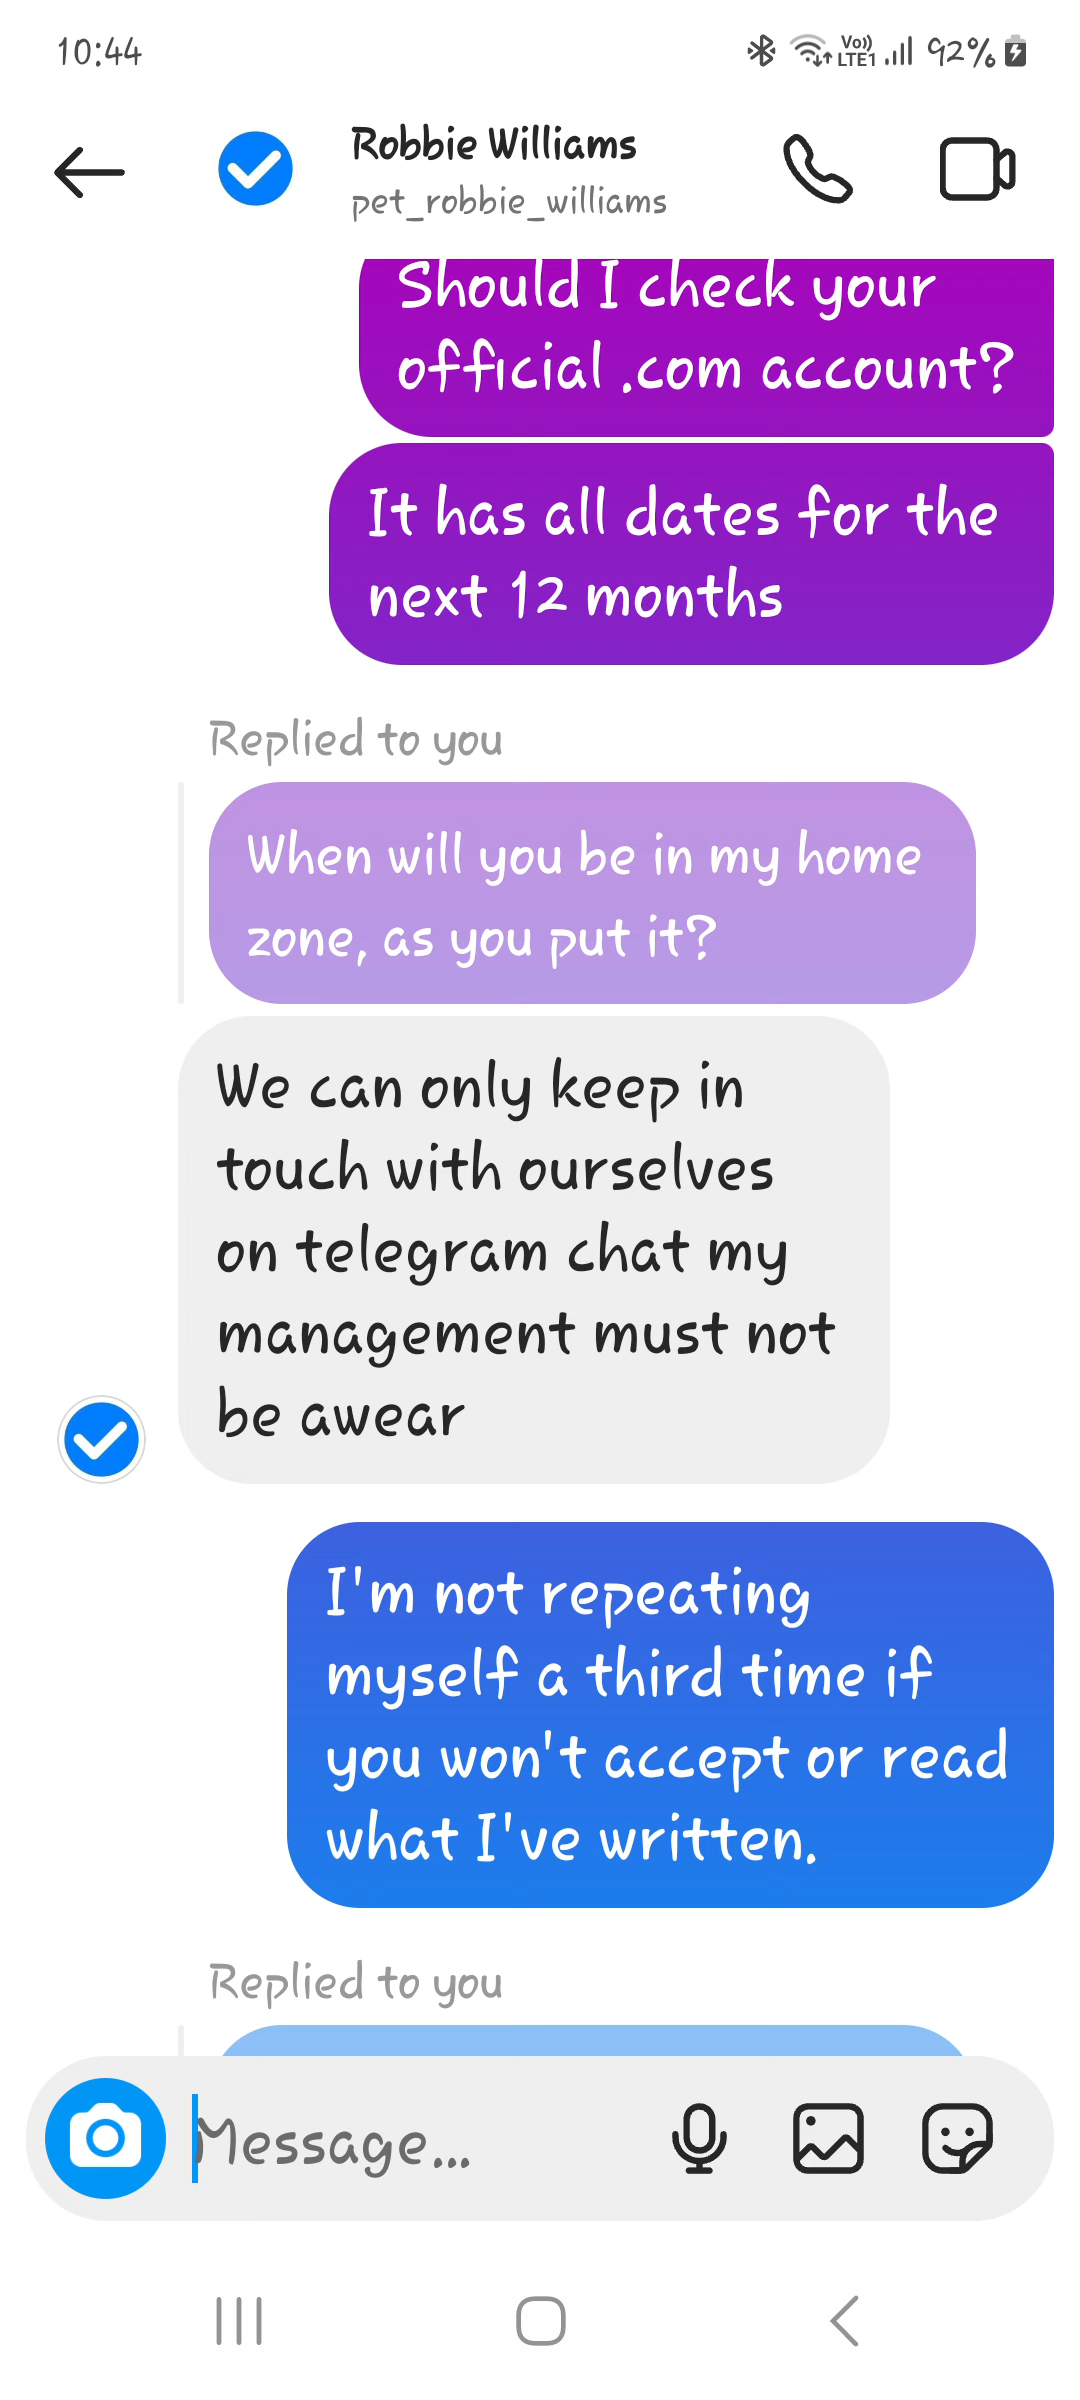 10:44
Vo))
LTE1
92%
Robbie Williams
pet_robbie_williams
Should I check your
official .com account?
It has all dates for the
next 12 months
Replied to you
When will you be in my home
zone, as you put it?
We can only keep in
touch with ourselves
on telegram chat my
management must not
be awear
I'm not repeating
myself a third time if
you won't accept or read
what I've written.
Replied to you
Message...